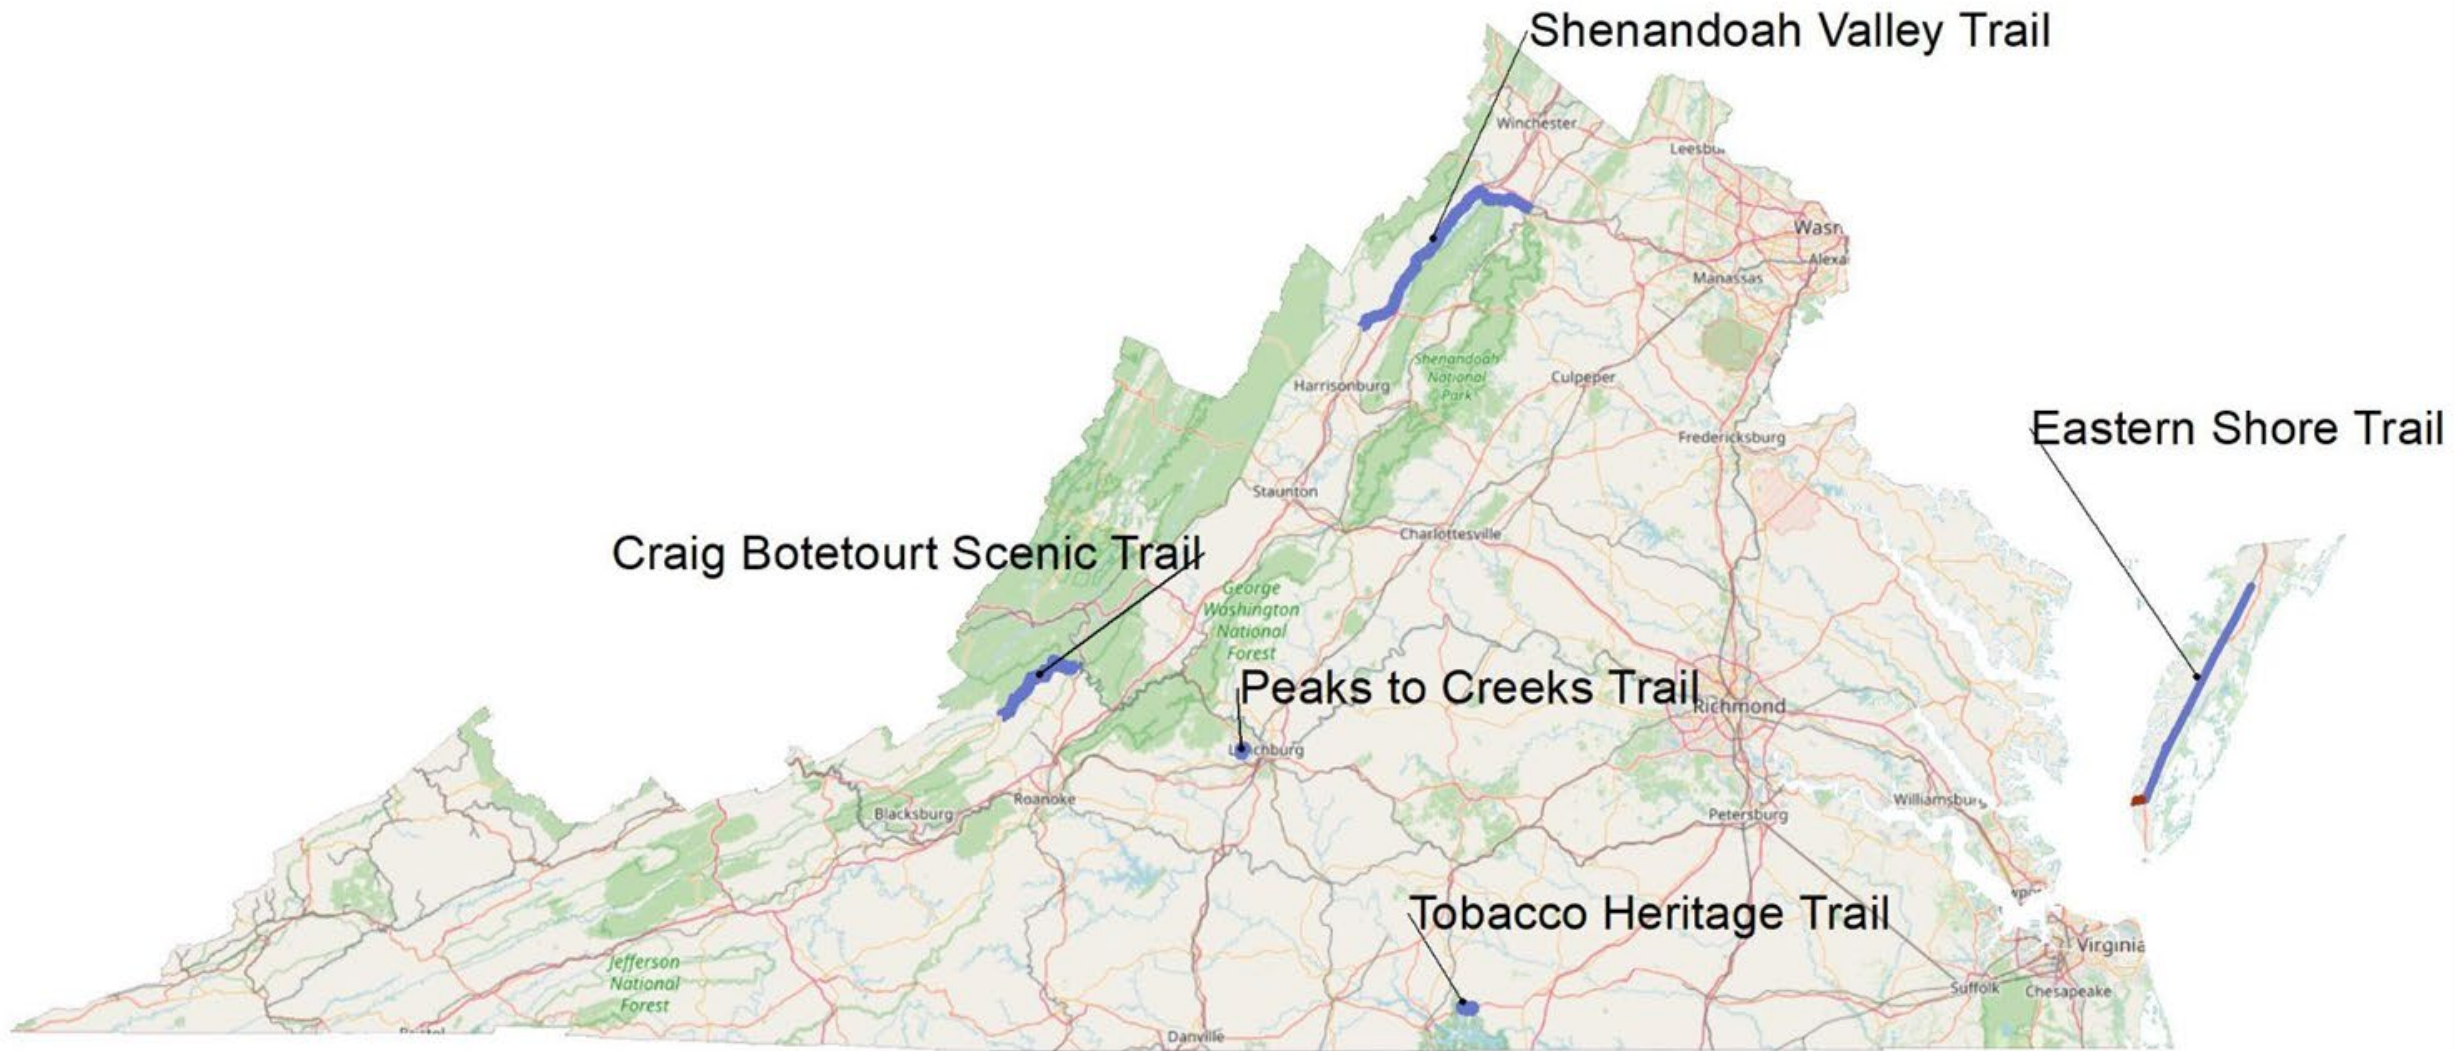 Shenandoah Valley Trail
Winchester
Leesbu
Wasn
Alexa
Manassas
Shenandoah
National
Park
Harrisonburg
Culpeper
Eastern Shore Trail
Fredericksburg
Staunton
Charlottesville
Craig Botetourt Scenic Trail
George
Washington
National
Forest
Peaks to Creeks Trail
Richmond
chburg
Roanoke
Blacksburg
Williamsbu
Petersburg
Tobacco Heritage Trail
Virginia
Jefferson
National
Forest
Suffolk
Chesapeake
Danville